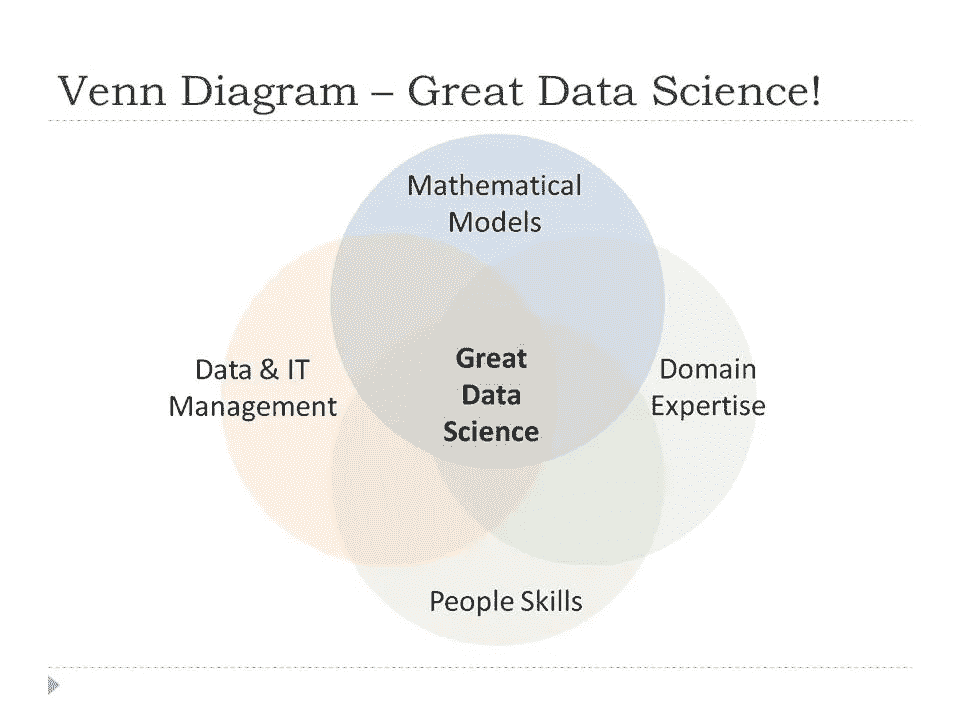 Venn Diagram – Great Data Science!
Mathematical
Models
Data & IT
Management
Great
Data
Science
Domain
Expertise
People Skills